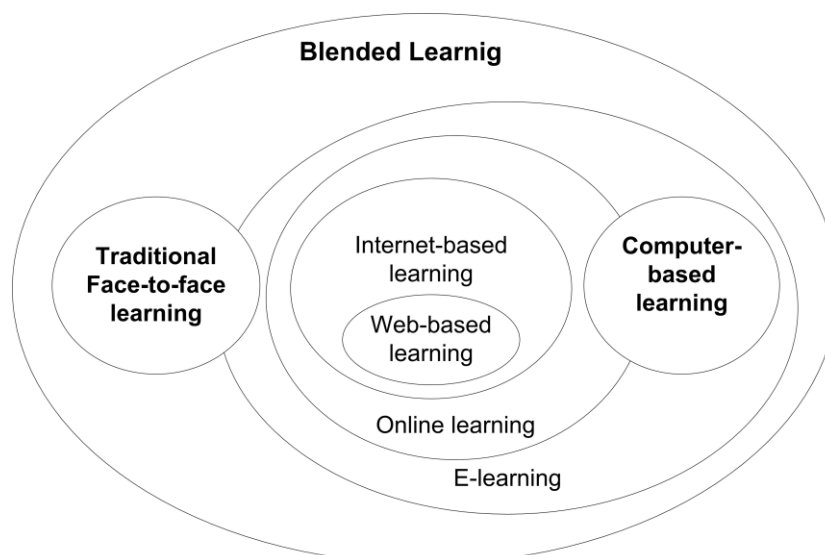 Blended Learnig
Traditional
Face-to-face
learning
Internet-based
learning
Web-based
learning
Computer-
based
learning
Online learning
E-learning